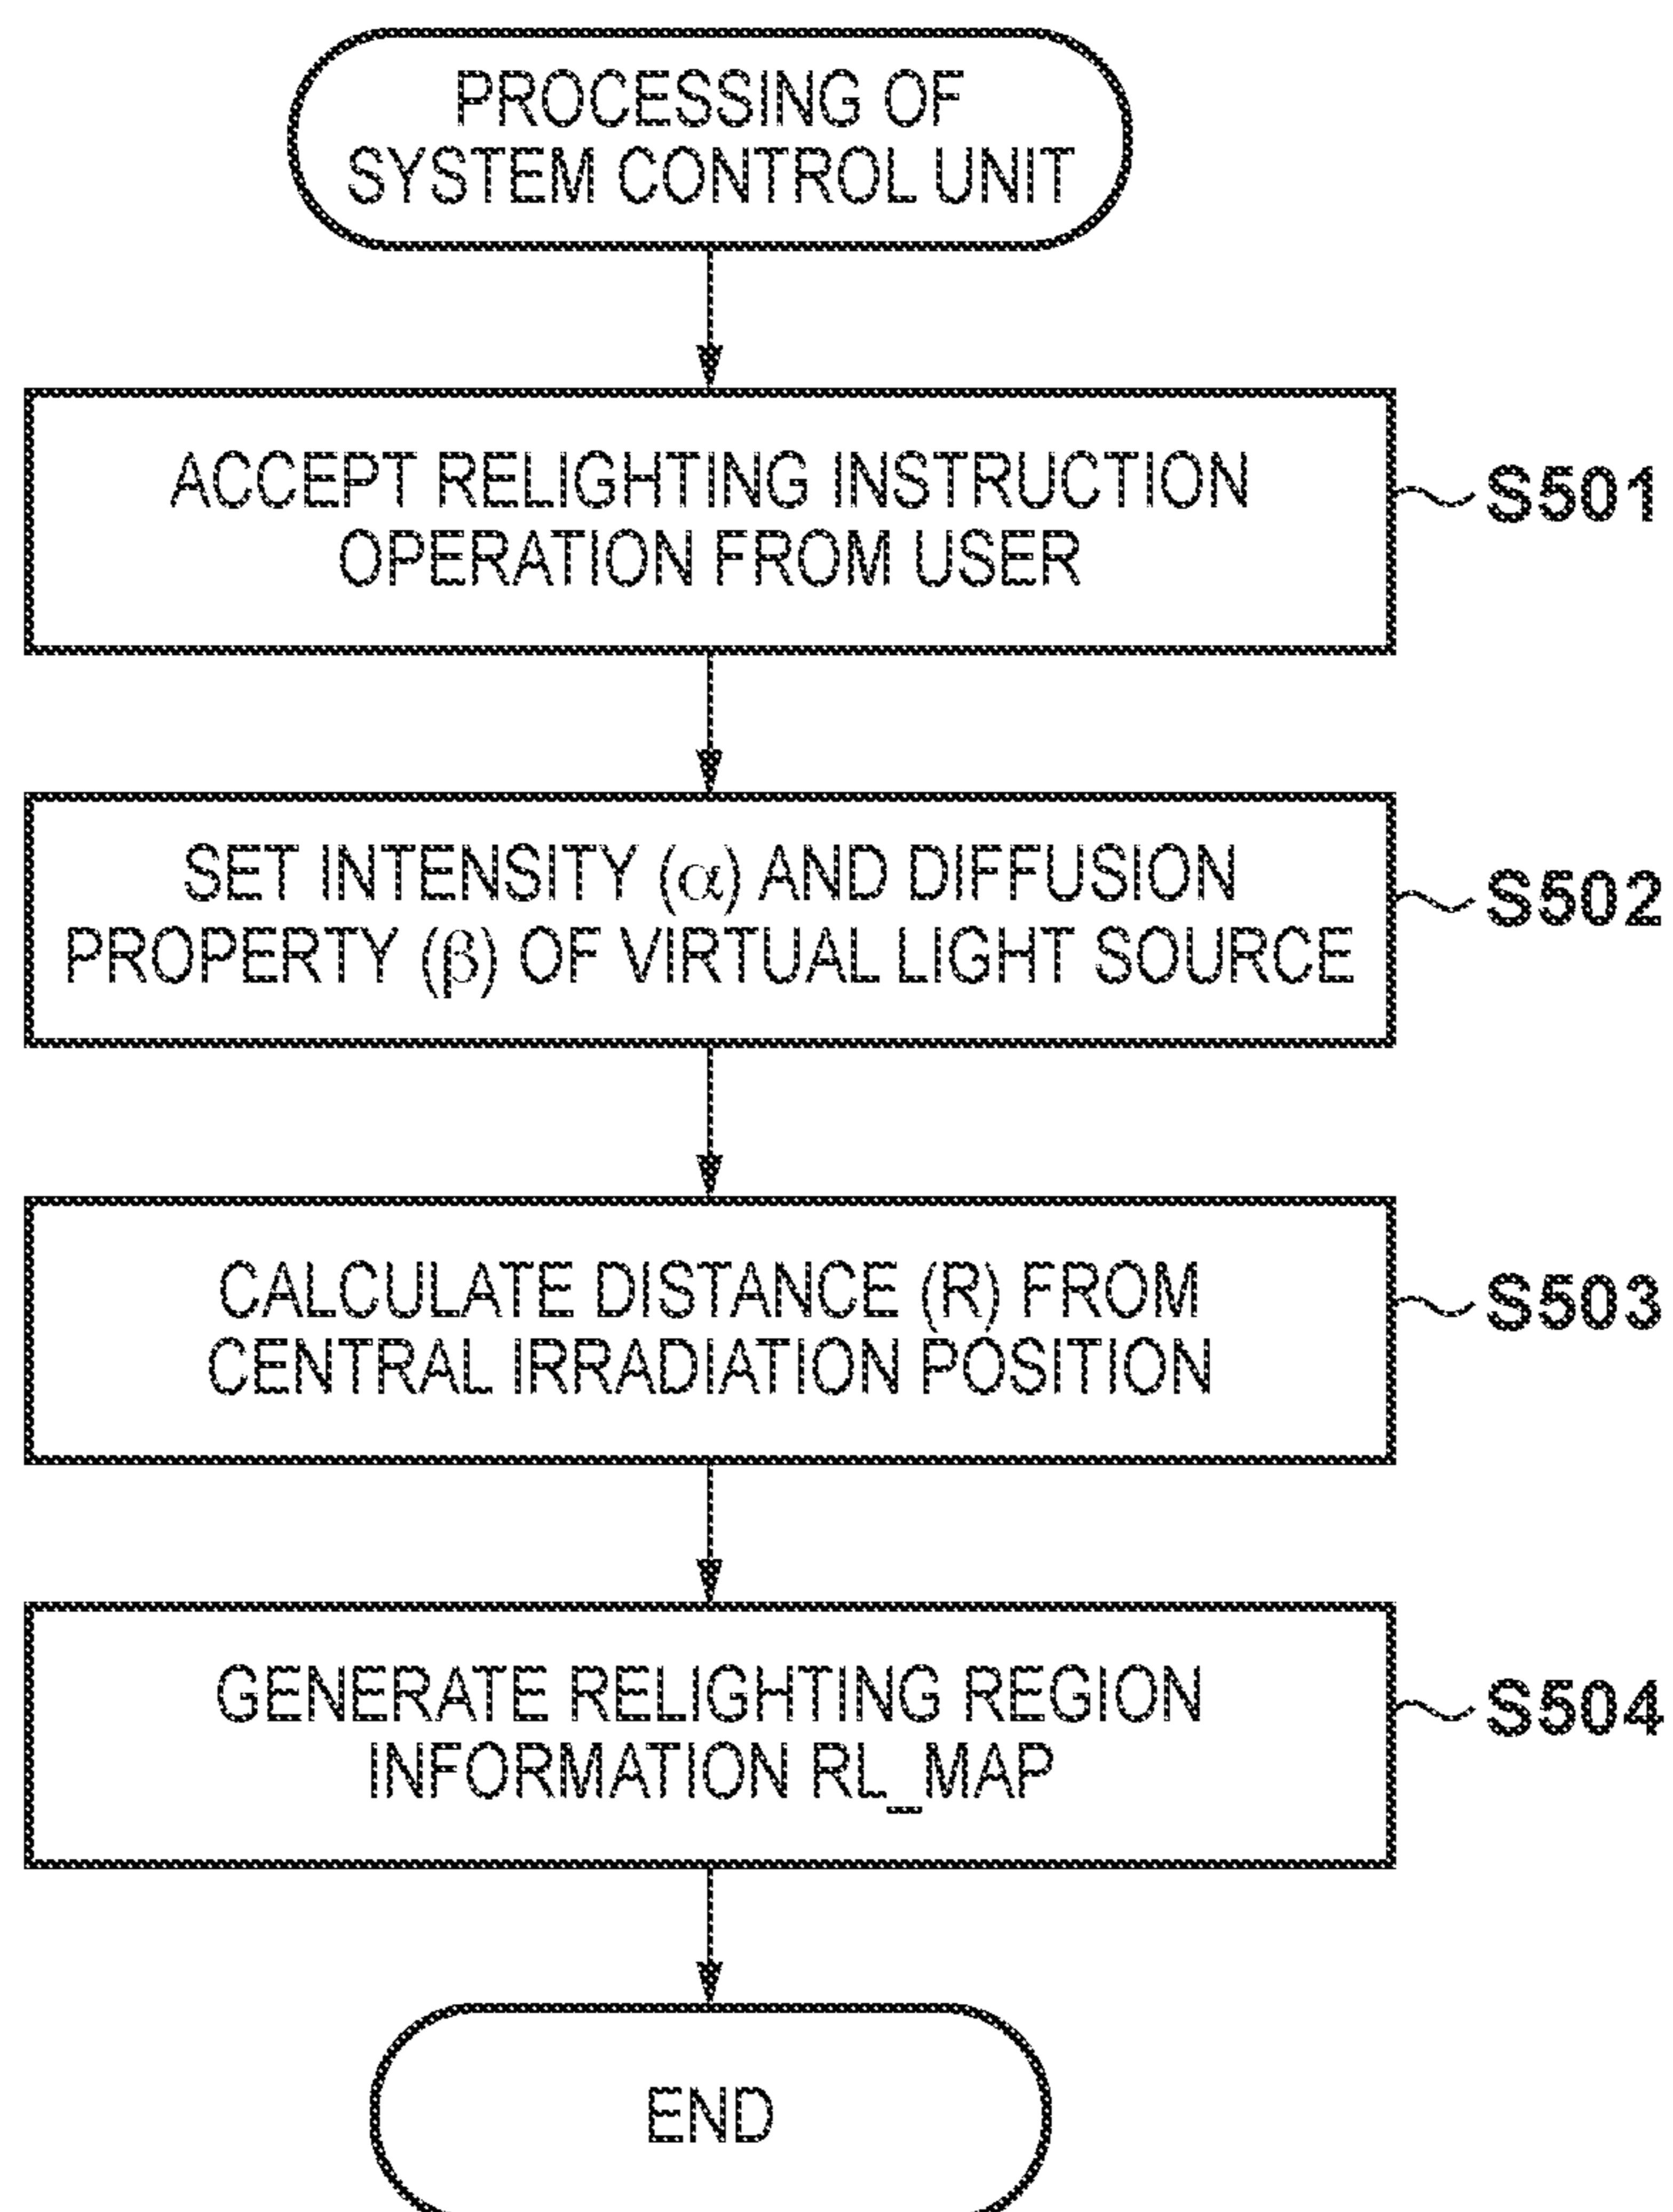 PROCESSING OF
SYSTEM CONTROL UNIT
ACCEPT RELIGHTING INSTRUCTION
OPERATION FROM USER
S501
SET INTENSITY (α) AND DIFFUSION
PROPERTY (β) OF VIRTUAL LIGHT SOURCE
S502
CALCULATE DISTANCE (R) FROM
CENTRAL IRRADIATION POSITION
S503
GENERATE RELIGHTING REGION
INFORMATION RL_MAP
S504
END